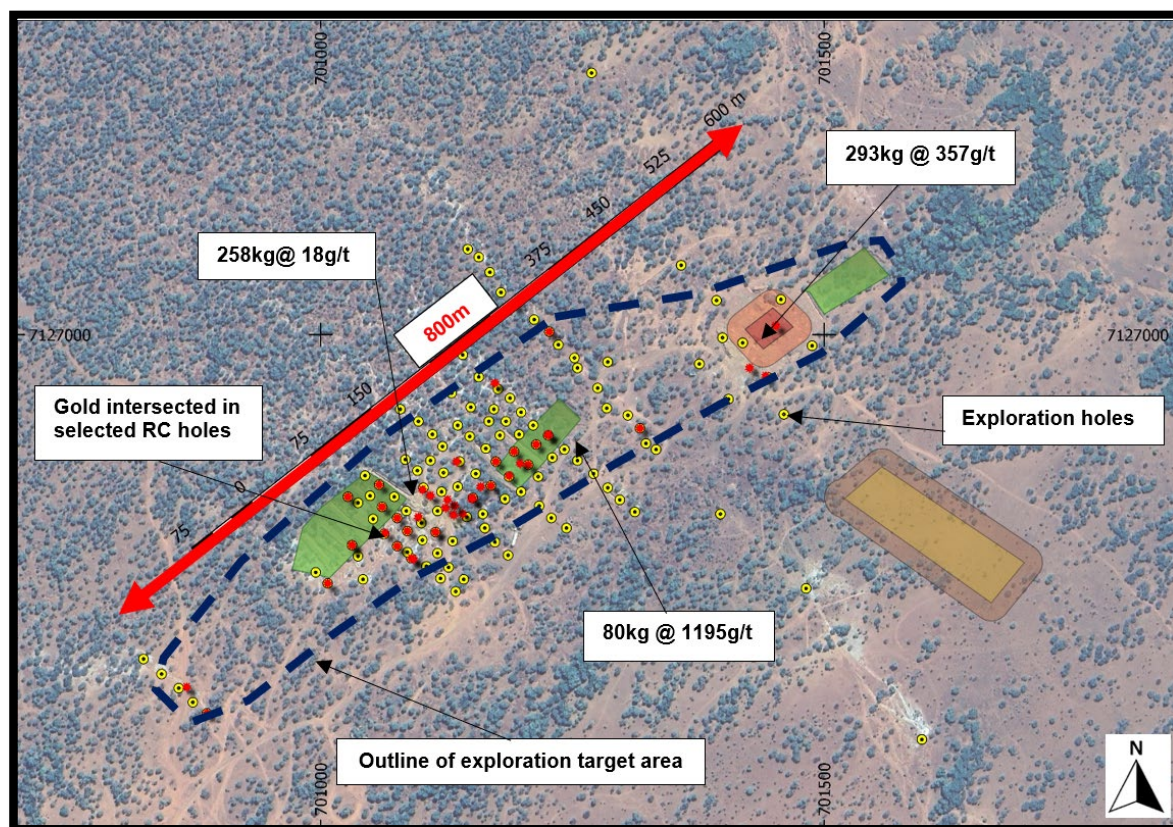 701000
701500
600 m
525
450
375
150
75
0
75
293kg @ 357g/t
258kg@ 18g/t
800m
7127000
7127000
Gold intersected in
selected RC holes
Exploration holes
80kg @ 1195g/t
Outline of exploration target area
701000
701500
N